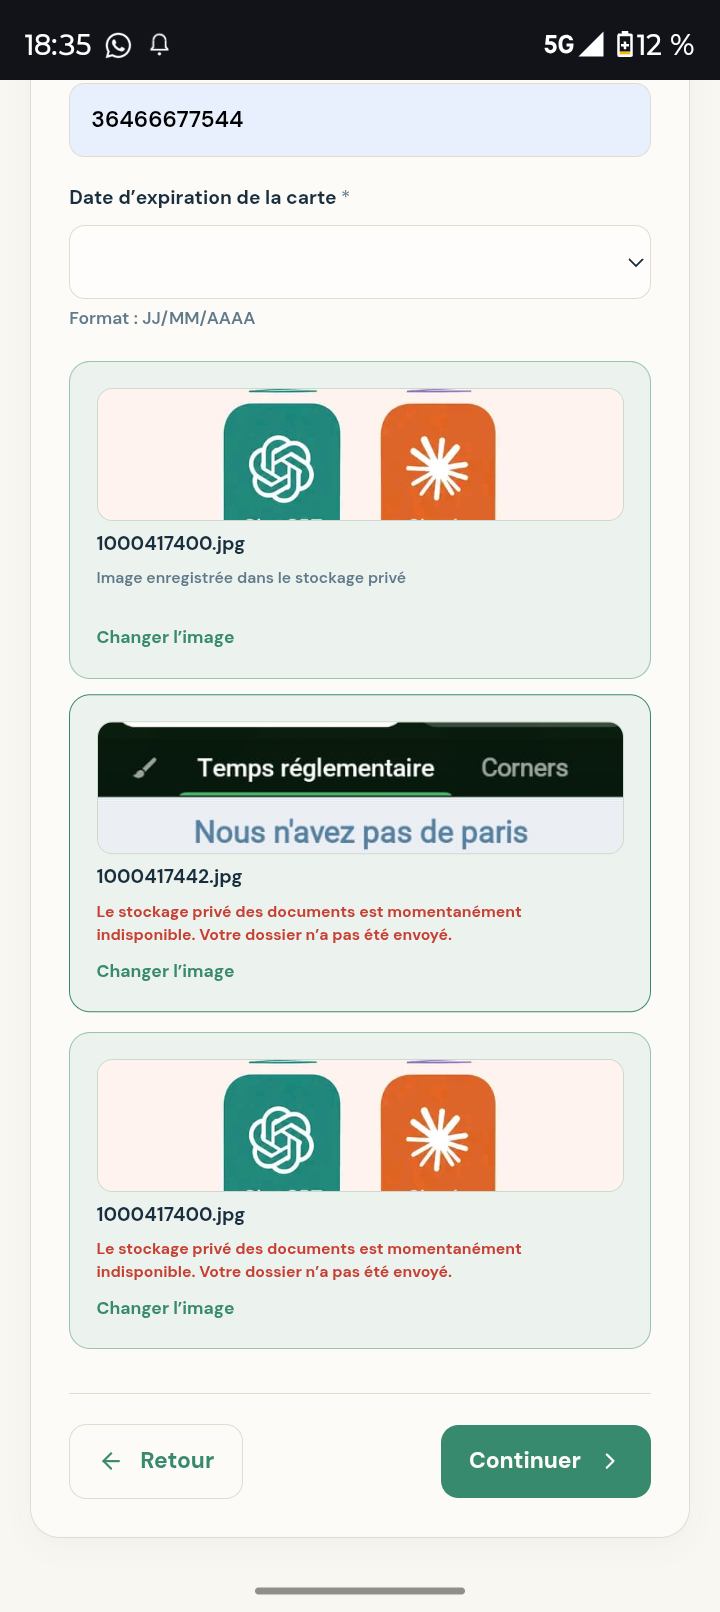 18:35
5G
12 %
36466677544
Date d’expiration de la carte *
Format : JJ/MM/AAAA
1000417400.jpg
Image enregistrée dans le stockage privé
Changer l’image
Temps réglementaire
Corners
Nous n'avez pas de paris
1000417442.jpg
Le stockage privé des documents est momentanément
indisponible. Votre dossier n’a pas été envoyé.
Changer l’image
1000417400.jpg
Le stockage privé des documents est momentanément
indisponible. Votre dossier n’a pas été envoyé.
Changer l’image
Retour
Continuer